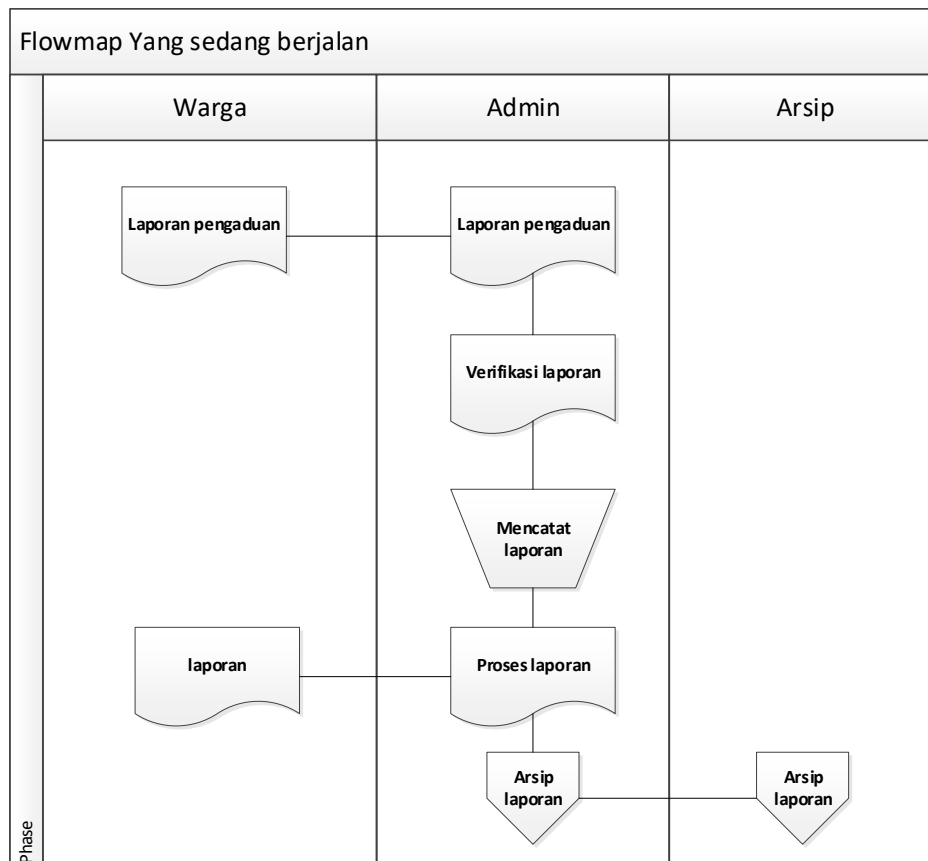 Flowmap Yang sedang berjalan
Warga
Admin
Arsip
Laporan pengaduan
Laporan pengaduan
Verifikasi laporan
Mencatat
laporan
laporan
Proses laporan
Arsip
laporan
Arsip
laporan
Phase